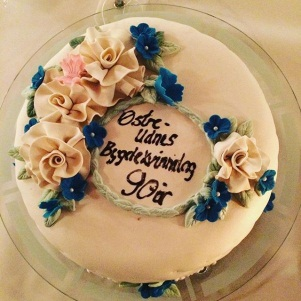 Østre-
Udnes
Bygdekvinnelag
90 år